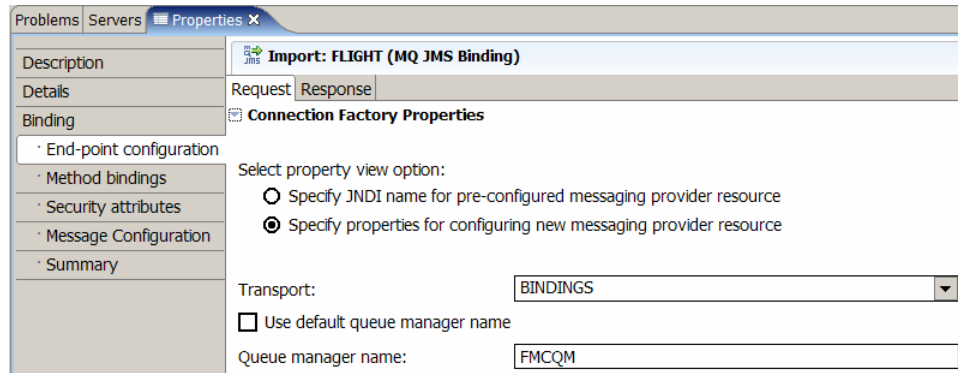 Problems Servers Properties X
Import: FLIGHT (MQ JMS Binding)
Description
Details
Binding
· End-point configuration
· Method bindings
· Security attributes
· Message Configuration
· Summary
Request Response
Connection Factory Properties
Select property view option:
Specify JNDI name for pre-configured messaging provider resource
Specify properties for configuring new messaging provider resource
Transport: BINDINGS
Use default queue manager name
Queue manager name: FMCQM